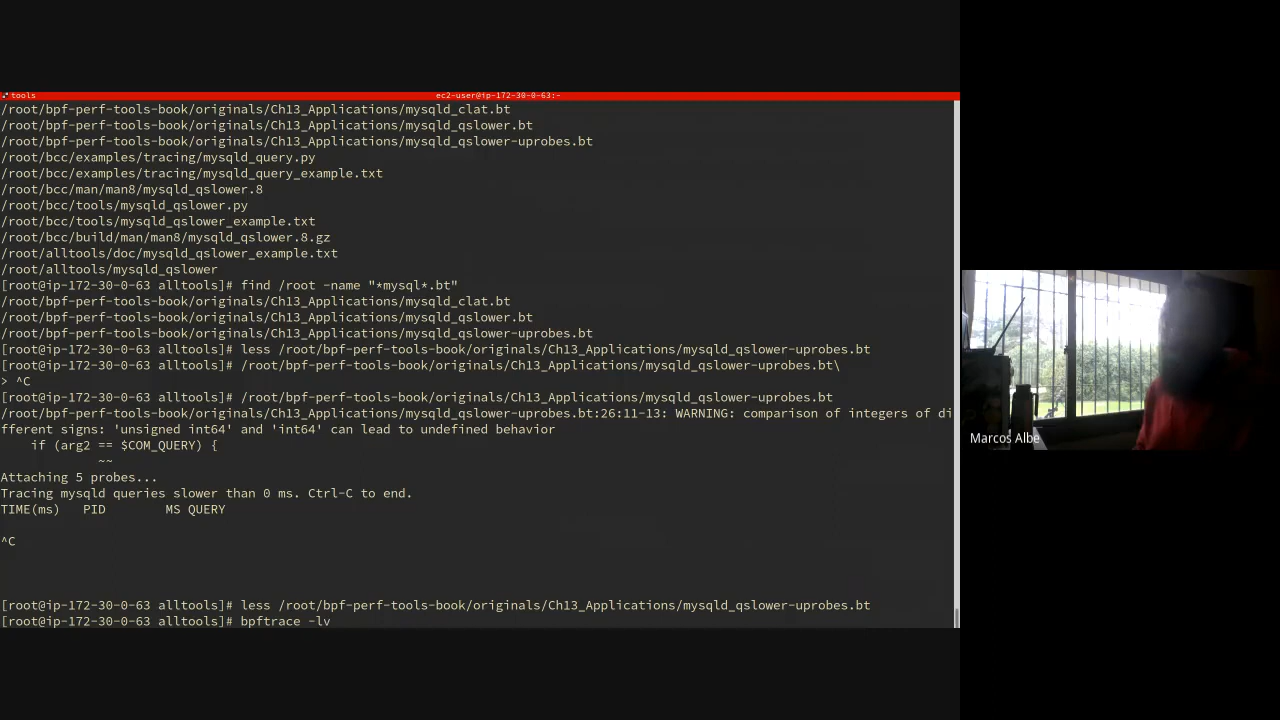 tools
ec2-user@ip-172-30-0-63:~
/root/bpf-perf-tools-book/originals/Ch13_Applications/mysqld_clat.bt
/root/bpf-perf-tools-book/originals/Ch13_Applications/mysqld_qslower.bt
/root/bpf-perf-tools-book/originals/Ch13_Applications/mysqld_qslower-uprobes.bt
/root/bcc/examples/tracing/mysqld_query.py
/root/bcc/examples/tracing/mysqld_query_example.txt
/root/bcc/man/man8/mysqld_qslower.8
/root/bcc/tools/mysqld_qslower.py
/root/bcc/tools/mysqld_qslower_example.txt
/root/bcc/build/man/man8/mysqld_qslower.8.gz
/root/alltools/doc/mysqld_qslower_example.txt
/root/alltools/mysqld_qslower
[root@ip-172-30-0-63 alltools]# find /root -name "*mysql*.bt"
/root/bpf-perf-tools-book/originals/Ch13_Applications/mysqld_clat.bt
/root/bpf-perf-tools-book/originals/Ch13_Applications/mysqld_qslower.bt
/root/bpf-perf-tools-book/originals/Ch13_Applications/mysqld_qslower-uprobes.bt
[root@ip-172-30-0-63 alltools]# less /root/bpf-perf-tools-book/originals/Ch13_Applications/mysqld_qslower-uprobes.bt
[root@ip-172-30-0-63 alltools]# /root/bpf-perf-tools-book/originals/Ch13_Applications/mysqld_qslower-uprobes.bt\
> ^C
[root@ip-172-30-0-63 alltools]# /root/bpf-perf-tools-book/originals/Ch13_Applications/mysqld_qslower-uprobes.bt
/root/bpf-perf-tools-book/originals/Ch13_Applications/mysqld_qslower-uprobes.bt:26:11-13: WARNING: comparison of integers of di
fferent signs: 'unsigned int64' and 'int64' can lead to undefined behavior
    if (arg2 == $COM_QUERY) {
             ~~
Attaching 5 probes...
Tracing mysqld queries slower than 0 ms. Ctrl-C to end.
TIME(ms)   PID        MS QUERY
^C
[root@ip-172-30-0-63 alltools]# less /root/bpf-perf-tools-book/originals/Ch13_Applications/mysqld_qslower-uprobes.bt
[root@ip-172-30-0-63 alltools]# bpftrace -lv
Marcos Albe